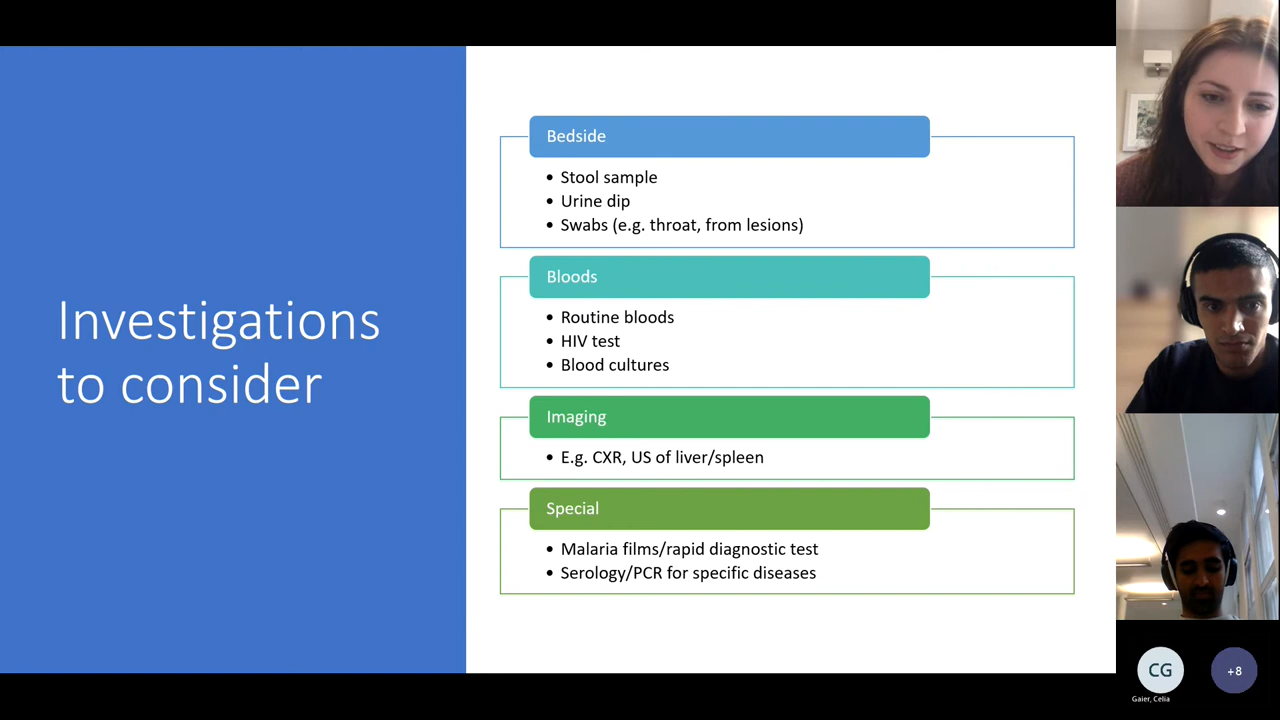 Investigations
to consider
Bedside
• Stool sample
• Urine dip
• Swabs (e.g. throat, from lesions)
Bloods
• Routine bloods
• HIV test
• Blood cultures
Imaging
• E.g. CXR, US of liver/spleen
Special
• Malaria films/rapid diagnostic test
• Serology/PCR for specific diseases
CG
+8
Gaier, Celia